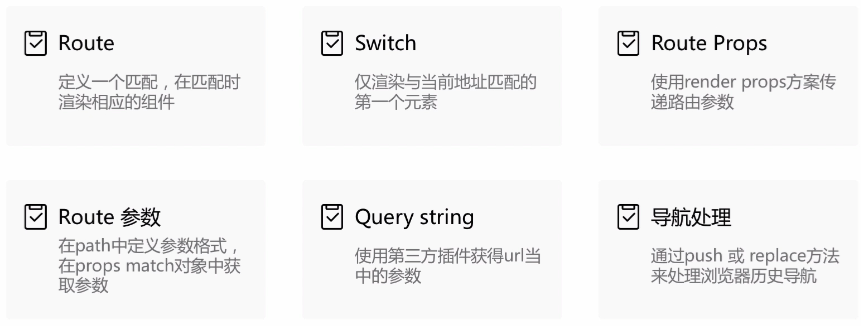 Route
定义一个匹配，在匹配时
渲染相应的组件
Switch
仅渲染与当前地址匹配的
第一个元素
Route Props
使用render props方案传
递路由参数
Route 参数
在path中定义参数格式，
在props match对象中获
取参数
Query string
使用第三方插件获得url当
中的参数
导航处理
通过push 或 replace方法
来处理浏览器历史导航